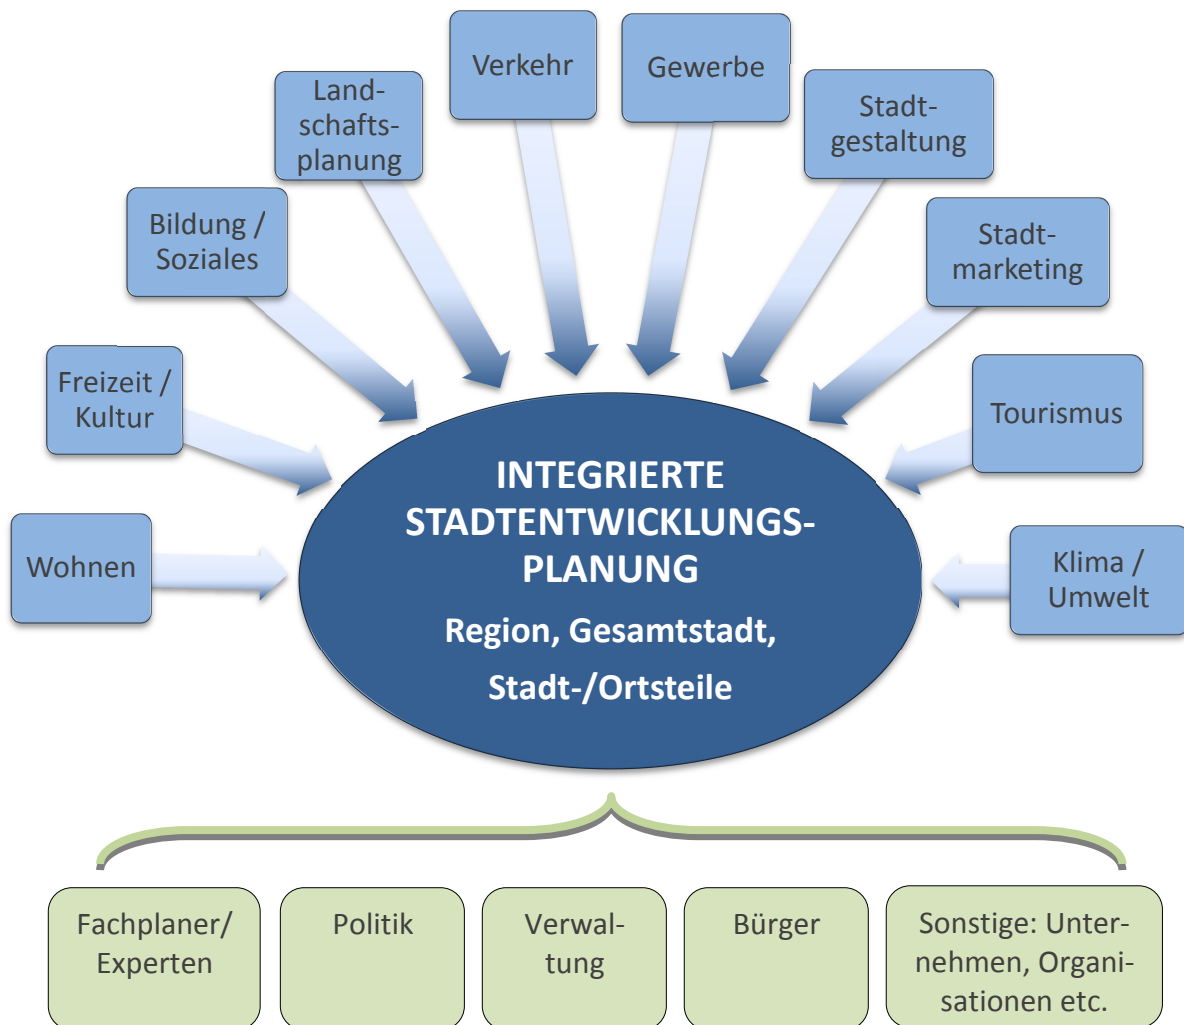 Verkehr
Gewerbe
Land-
schafts-
planung
Stadt-
gestaltung
Bildung /
Soziales
Stadt-
marketing
Freizeit /
Kultur
Tourismus
Wohnen
Klima /
Umwelt
INTEGRIERTE
STADTENTWICKLUNGS-
PLANUNG
Region, Gesamtstadt,
Stadt-/Ortsteile
Fachplaner/
Experten
Politik
Verwal-
tung
Bürger
Sonstige: Unter-
nehmen, Organi-
sationen etc.